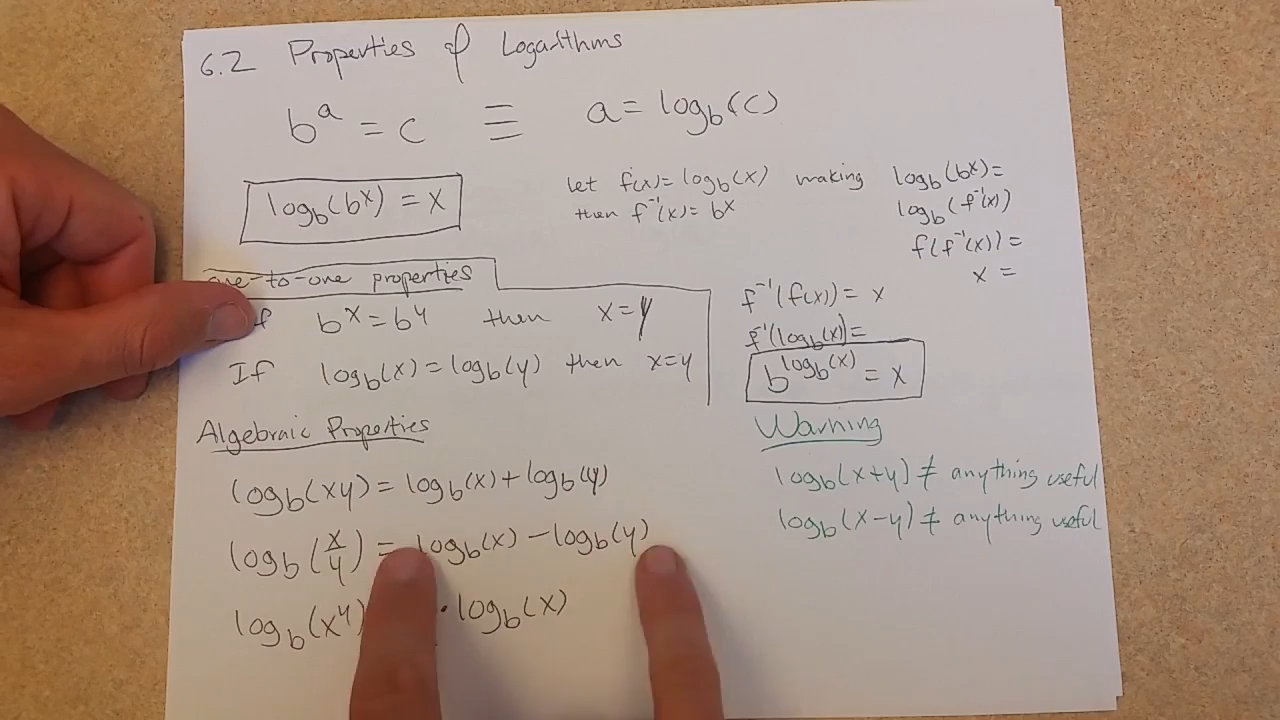 6.2 Properties of Logarithms
b^a = c ≡ a = log_b(c)
log_b(b^x) = x
let f(x) = log_b(x) making
then f^-1(x) = b^x
log_b(b^x) =
log_b(f^-1(x))
f(f^-1(x)) =
x =
one-to-one properties
b^x = b^y then x = y
If log_b(x) = log_b(y) then x = y
f^-1(f(x)) = x
f^-1(log_b(x)) =
b^log_b(x) = x
Algebraic Properties
log_b(xy) = log_b(x) + log_b(y)
log_b(x/y) = log_b(x) - log_b(y)
log_b(x^y) · log_b(x)
Warning
log_b(x+y) ≠ anything useful
log_b(x-y) ≠ anything useful